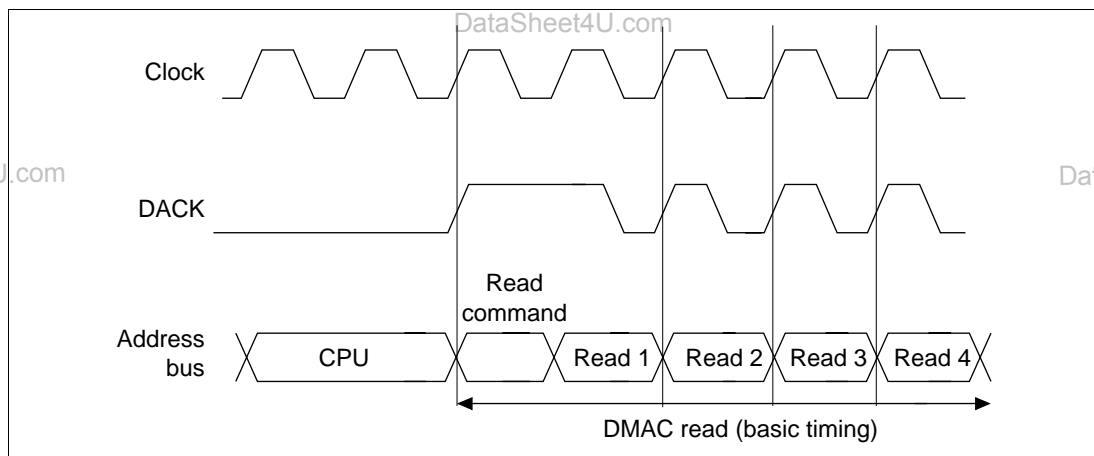 DataSheet4U.com
Clock
U.com
Dat
DACK
Read
command
Address
bus
CPU
Read 1
Read 2
Read 3
Read 4
DMAC read (basic timing)